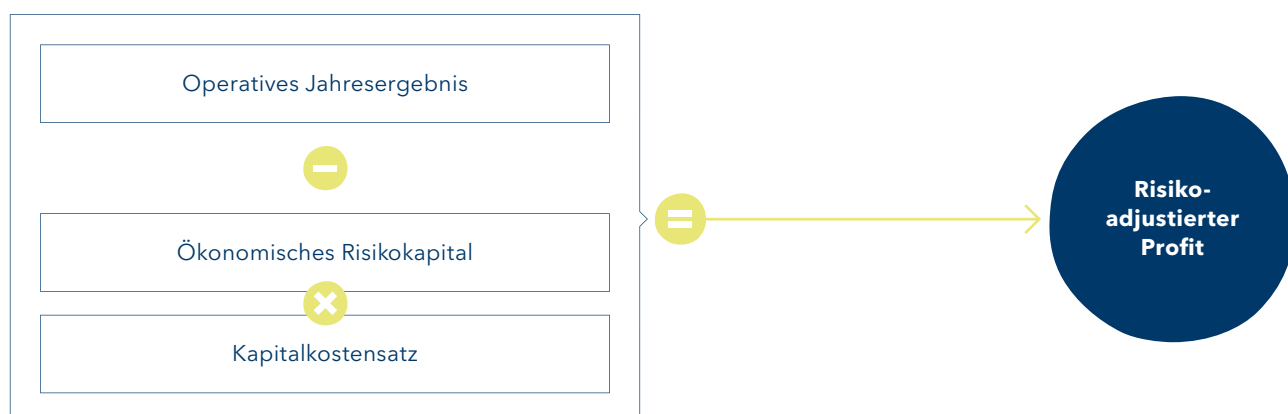 Operatives Jahresergebnis
Ökonomisches Risikokapital
Kapitalkostensatz
Risiko-
adjustierter
Profit